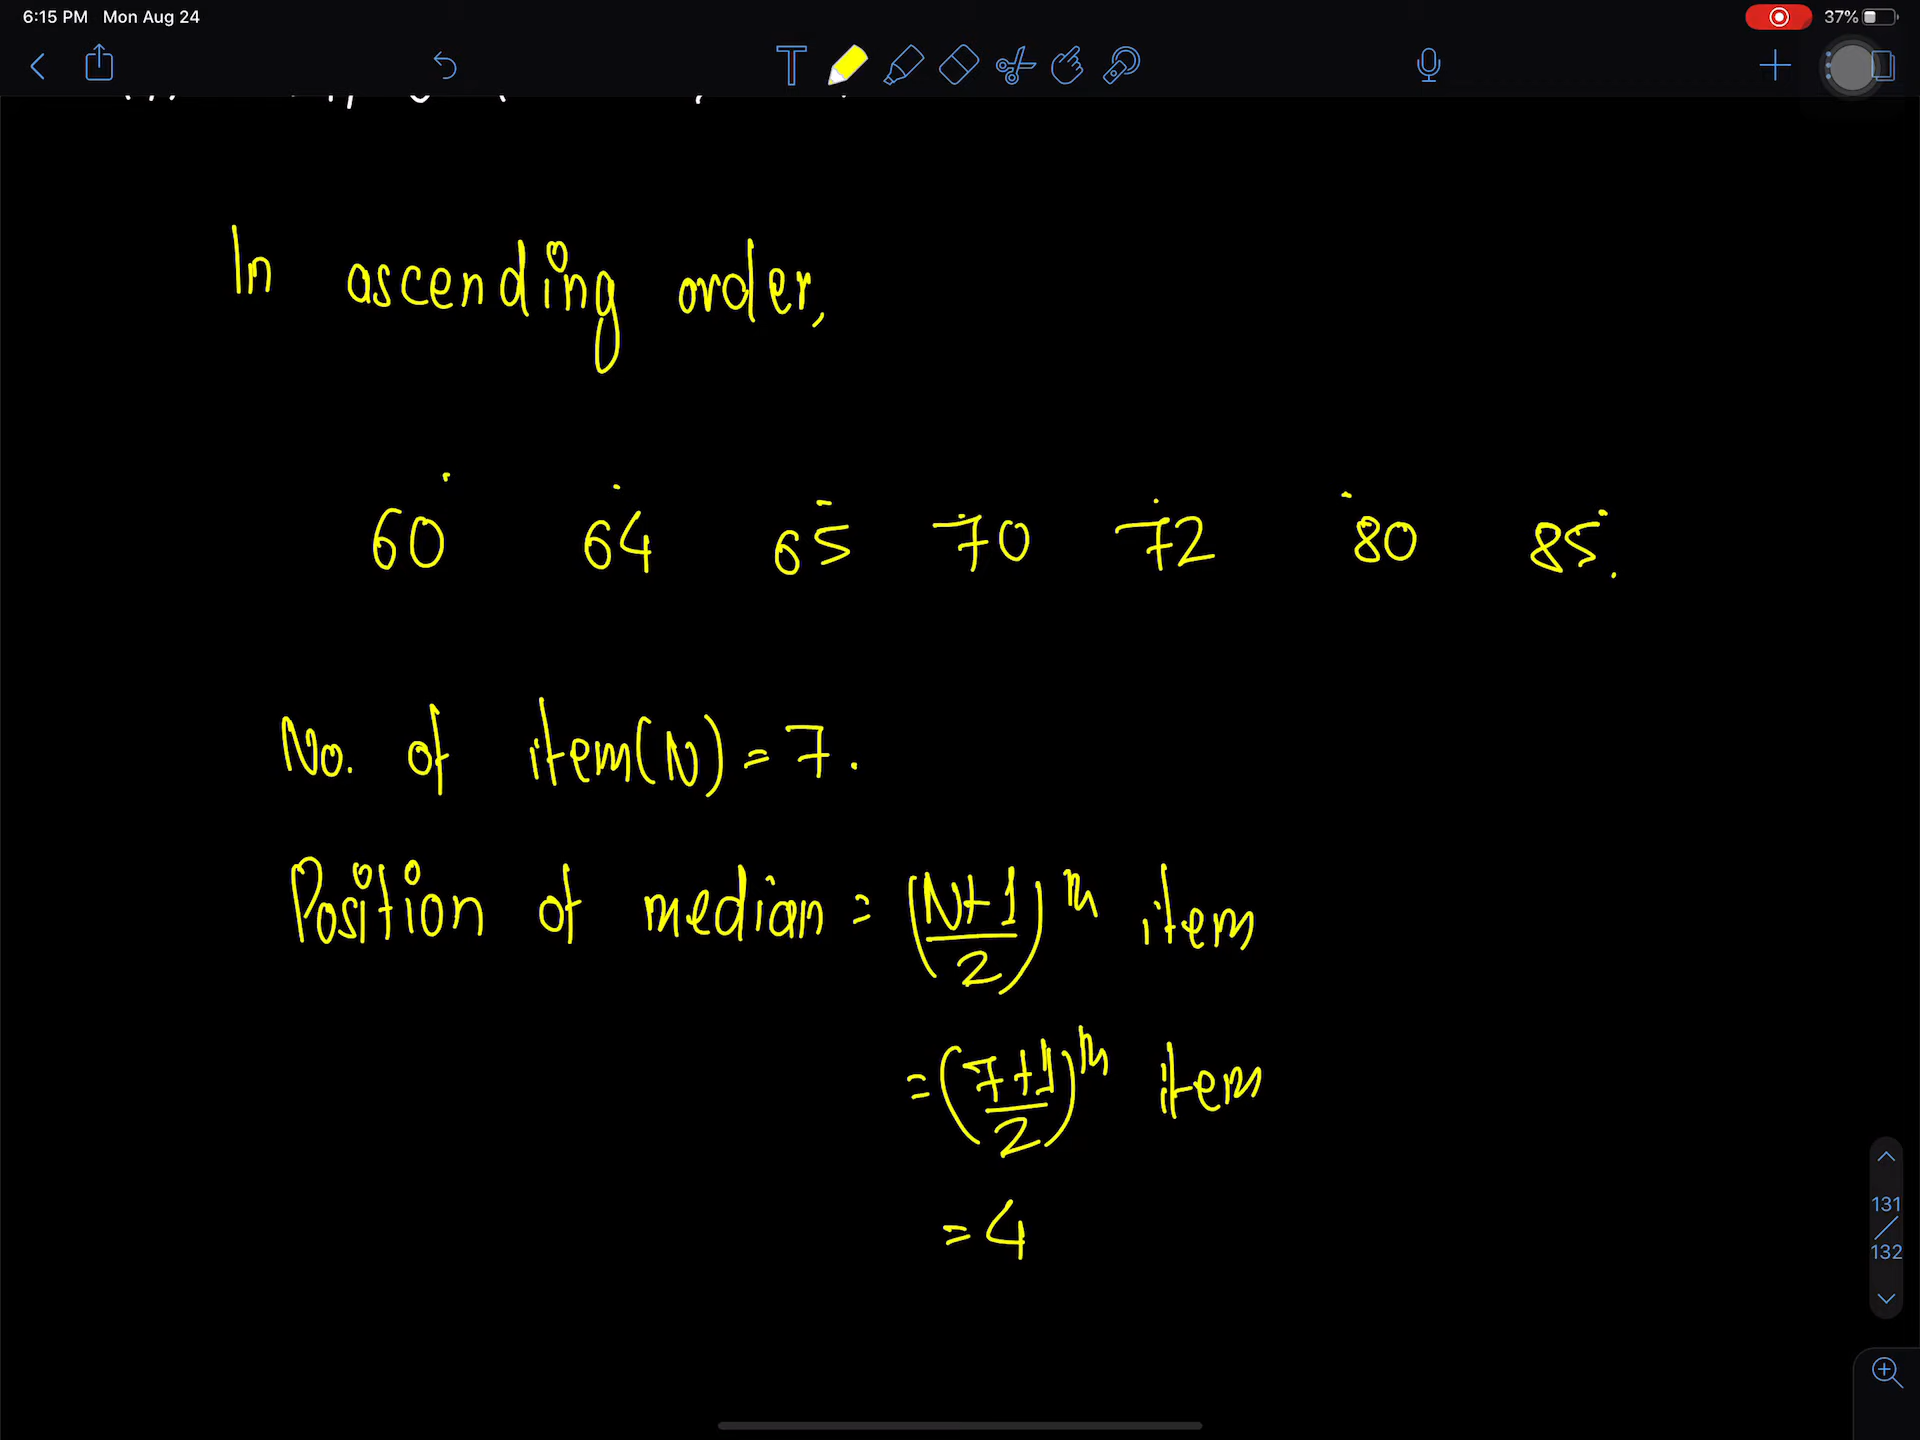 6:15 PM Mon Aug 24
37%
In ascending order,
60 64 65 70 72 80 85.
No. of item(N) = 7.
Position of median = (N+1/2)th item
= (7+1/2)th item
= 4
131
132